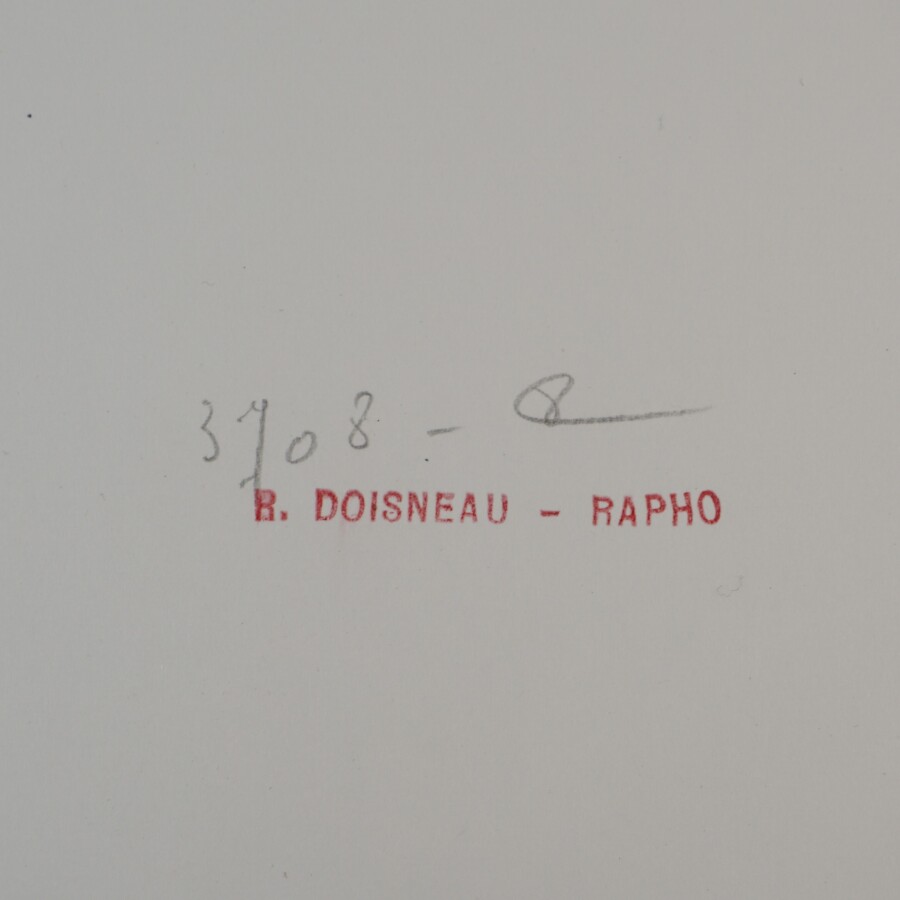 3708 - 8
R. DOISNEAU - RAPHO